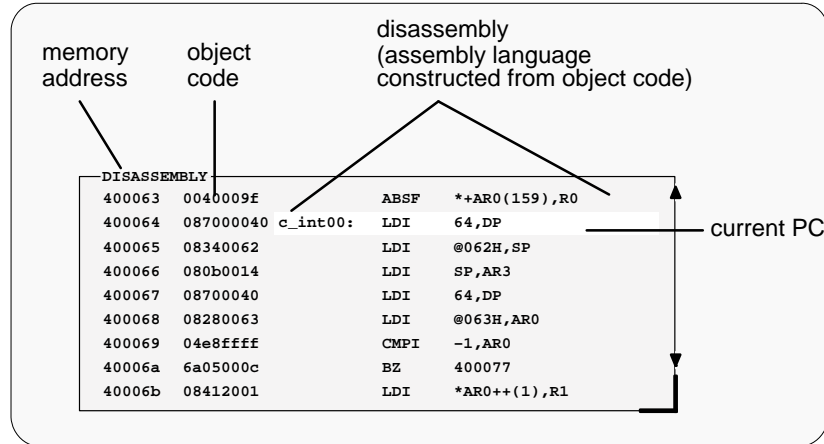 memory
address
object
code
disassembly
(assembly language
constructed from object code)
DISASSEMBLY
400063 0040009f ABSF *+AR0(159),R0
400064 087000040 c_int00: LDI 64,DP
400065 08340062 LDI @062H,SP
400066 080b0014 LDI SP,AR3
400067 08700040 LDI 64,DP
400068 08280063 LDI @063H,AR0
400069 04e8ffff CMPI −1,AR0
40006a 6a05000c BZ 400077
40006b 08412001 LDI *AR0++(1),R1
current PC